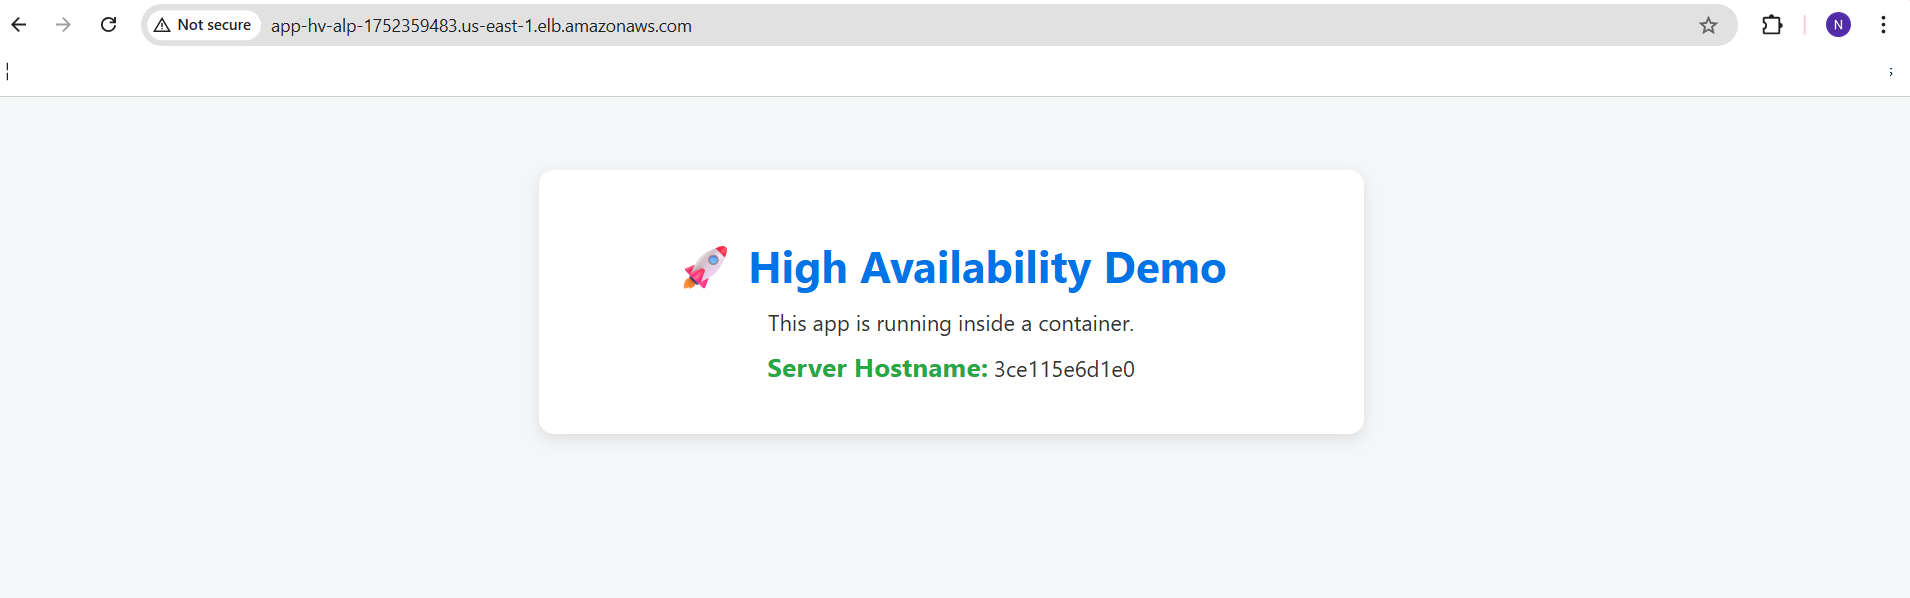 Not secure app-hv-alp-1752359483.us-east-1.elb.amazonaws.com N
🚀 High Availability Demo
This app is running inside a container.
Server Hostname: 3ce115e6d1e0